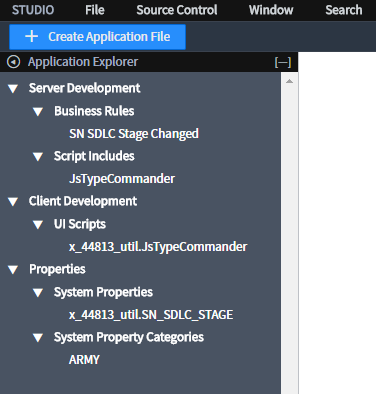 STUDIO File Source Control Window Search
+ Create Application File
Application Explorer [—]
Server Development
Business Rules
SN SDLC Stage Changed
Script Includes
JsTypeCommander
Client Development
UI Scripts
x_44813_util.JsTypeCommander
Properties
System Properties
x_44813_util.SN_SDLC_STAGE
System Property Categories
ARMY